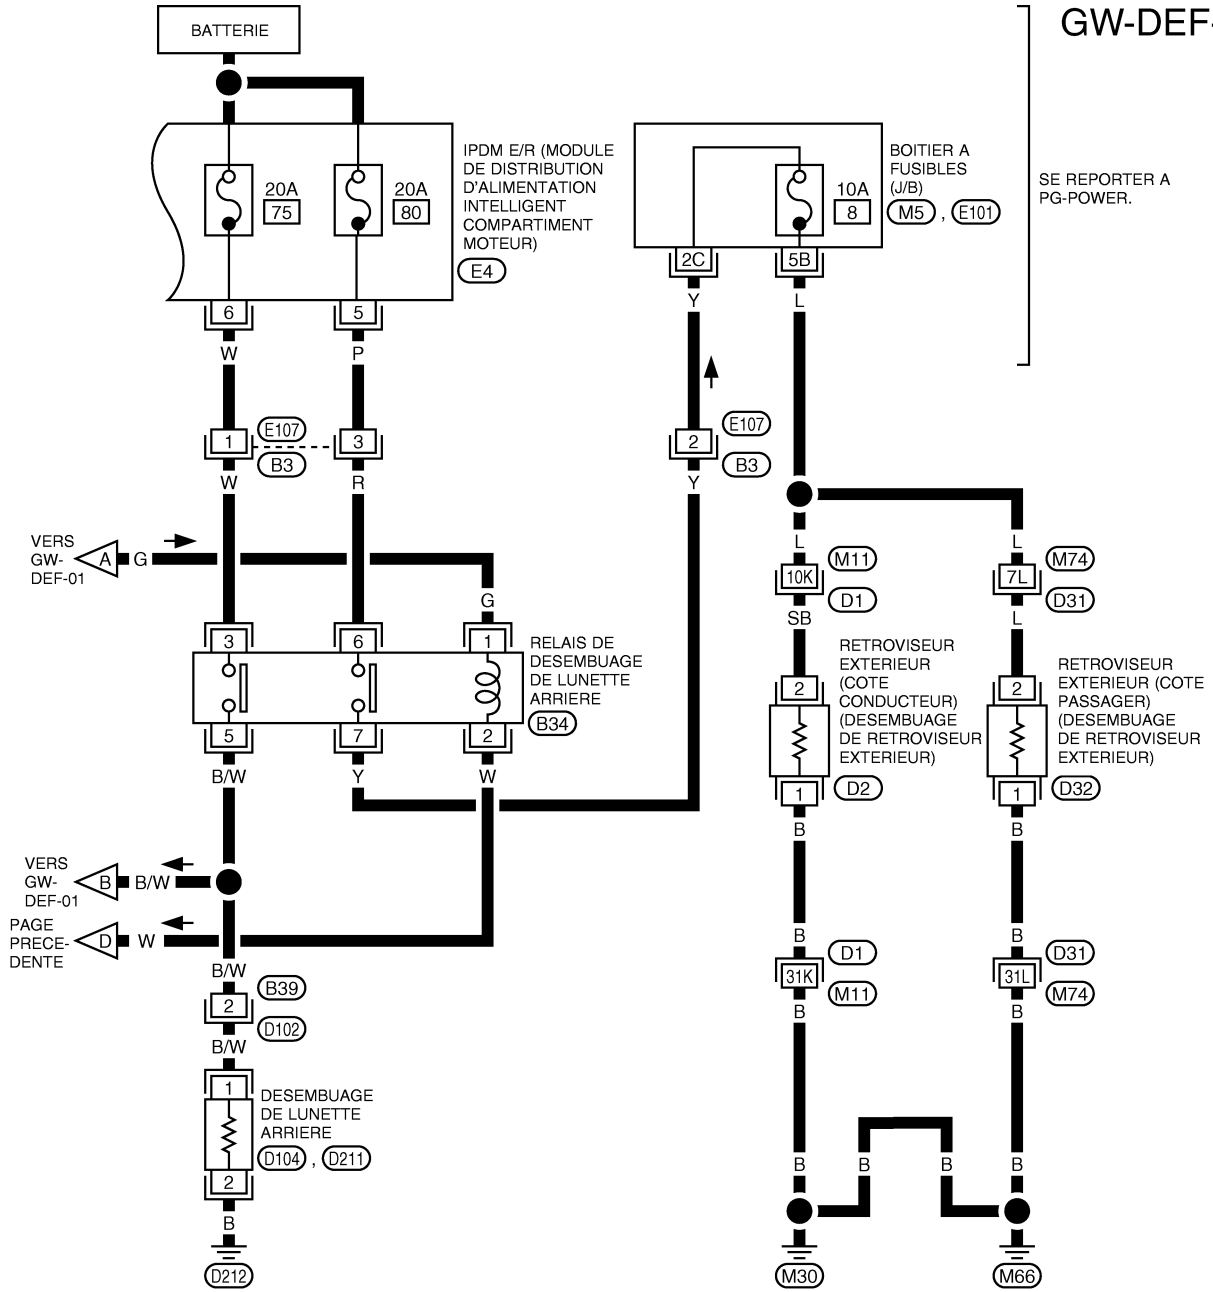 GW-DEF-
BATTERIE
IPDM E/R (MODULE
DE DISTRIBUTION
D'ALIMENTATION
INTELLIGENT
COMPARTIMENT
MOTEUR)
E4
20A
75
20A
80
BOITIER A
FUSIBLES
(J/B)
M5 , E101
10A
8
SE REPORTER A
PG-POWER.
6
5
2C
5B
W
P
Y
L
1
E107
B3
3
2
E107
B3
W
R
Y
VERS
GW-
DEF-01
A
G
G
L
L
10K
M11
D1
7L
M74
D31
SB
L
3
6
1
RELAIS DE
DESEMBUAGE
DE LUNETTE
ARRIERE
B34
5
7
2
B/W
Y
W
2
RETROVISEUR
EXTERIEUR
(COTE
CONDUCTEUR)
(DESEMBUAGE
DE RETROVISEUR
EXTERIEUR)
D2
1
2
RETROVISEUR
EXTERIEUR (COTE
PASSAGER)
(DESEMBUAGE
DE RETROVISEUR
EXTERIEUR)
D32
1
B
B
VERS
GW-
DEF-01
B
B/W
PAGE
PRECE-
DENTE
D
W
B
B
31K
D1
M11
31L
D31
M74
B
B
B/W
2
B39
D102
B/W
1
DESEMBUAGE
DE LUNETTE
ARRIERE
D104 , D211
2
B
D212
B
B
B
B
M30
M66